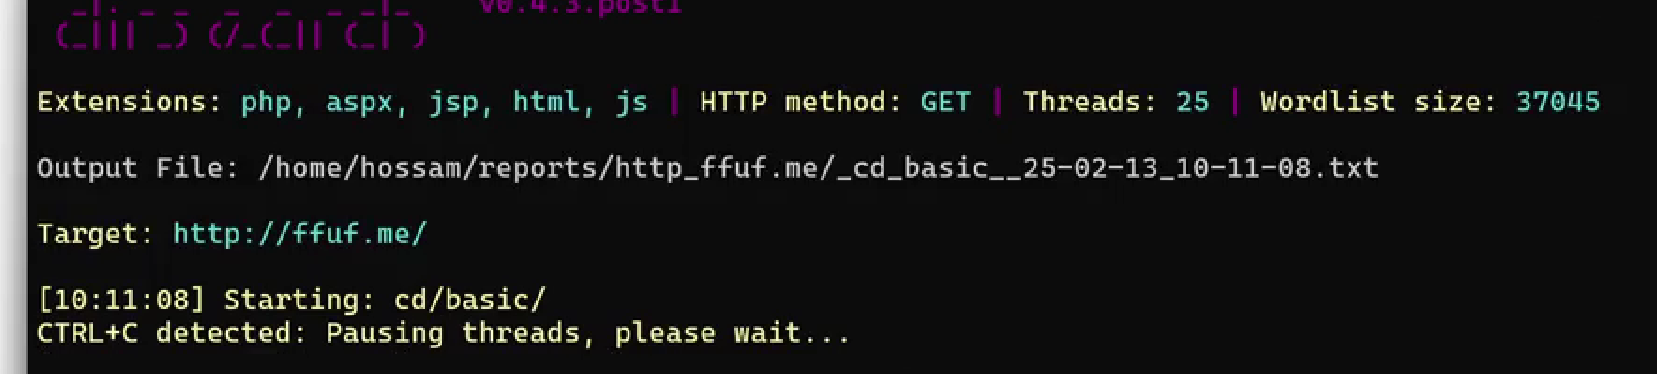 v0.4.3.post1
Extensions: php, aspx, jsp, html, js | HTTP method: GET | Threads: 25 | Wordlist size: 37045
Output File: /home/hossam/reports/http_ffuf.me/_cd_basic__25-02-13_10-11-08.txt
Target: http://ffuf.me/
[10:11:08] Starting: cd/basic/
CTRL+C detected: Pausing threads, please wait...